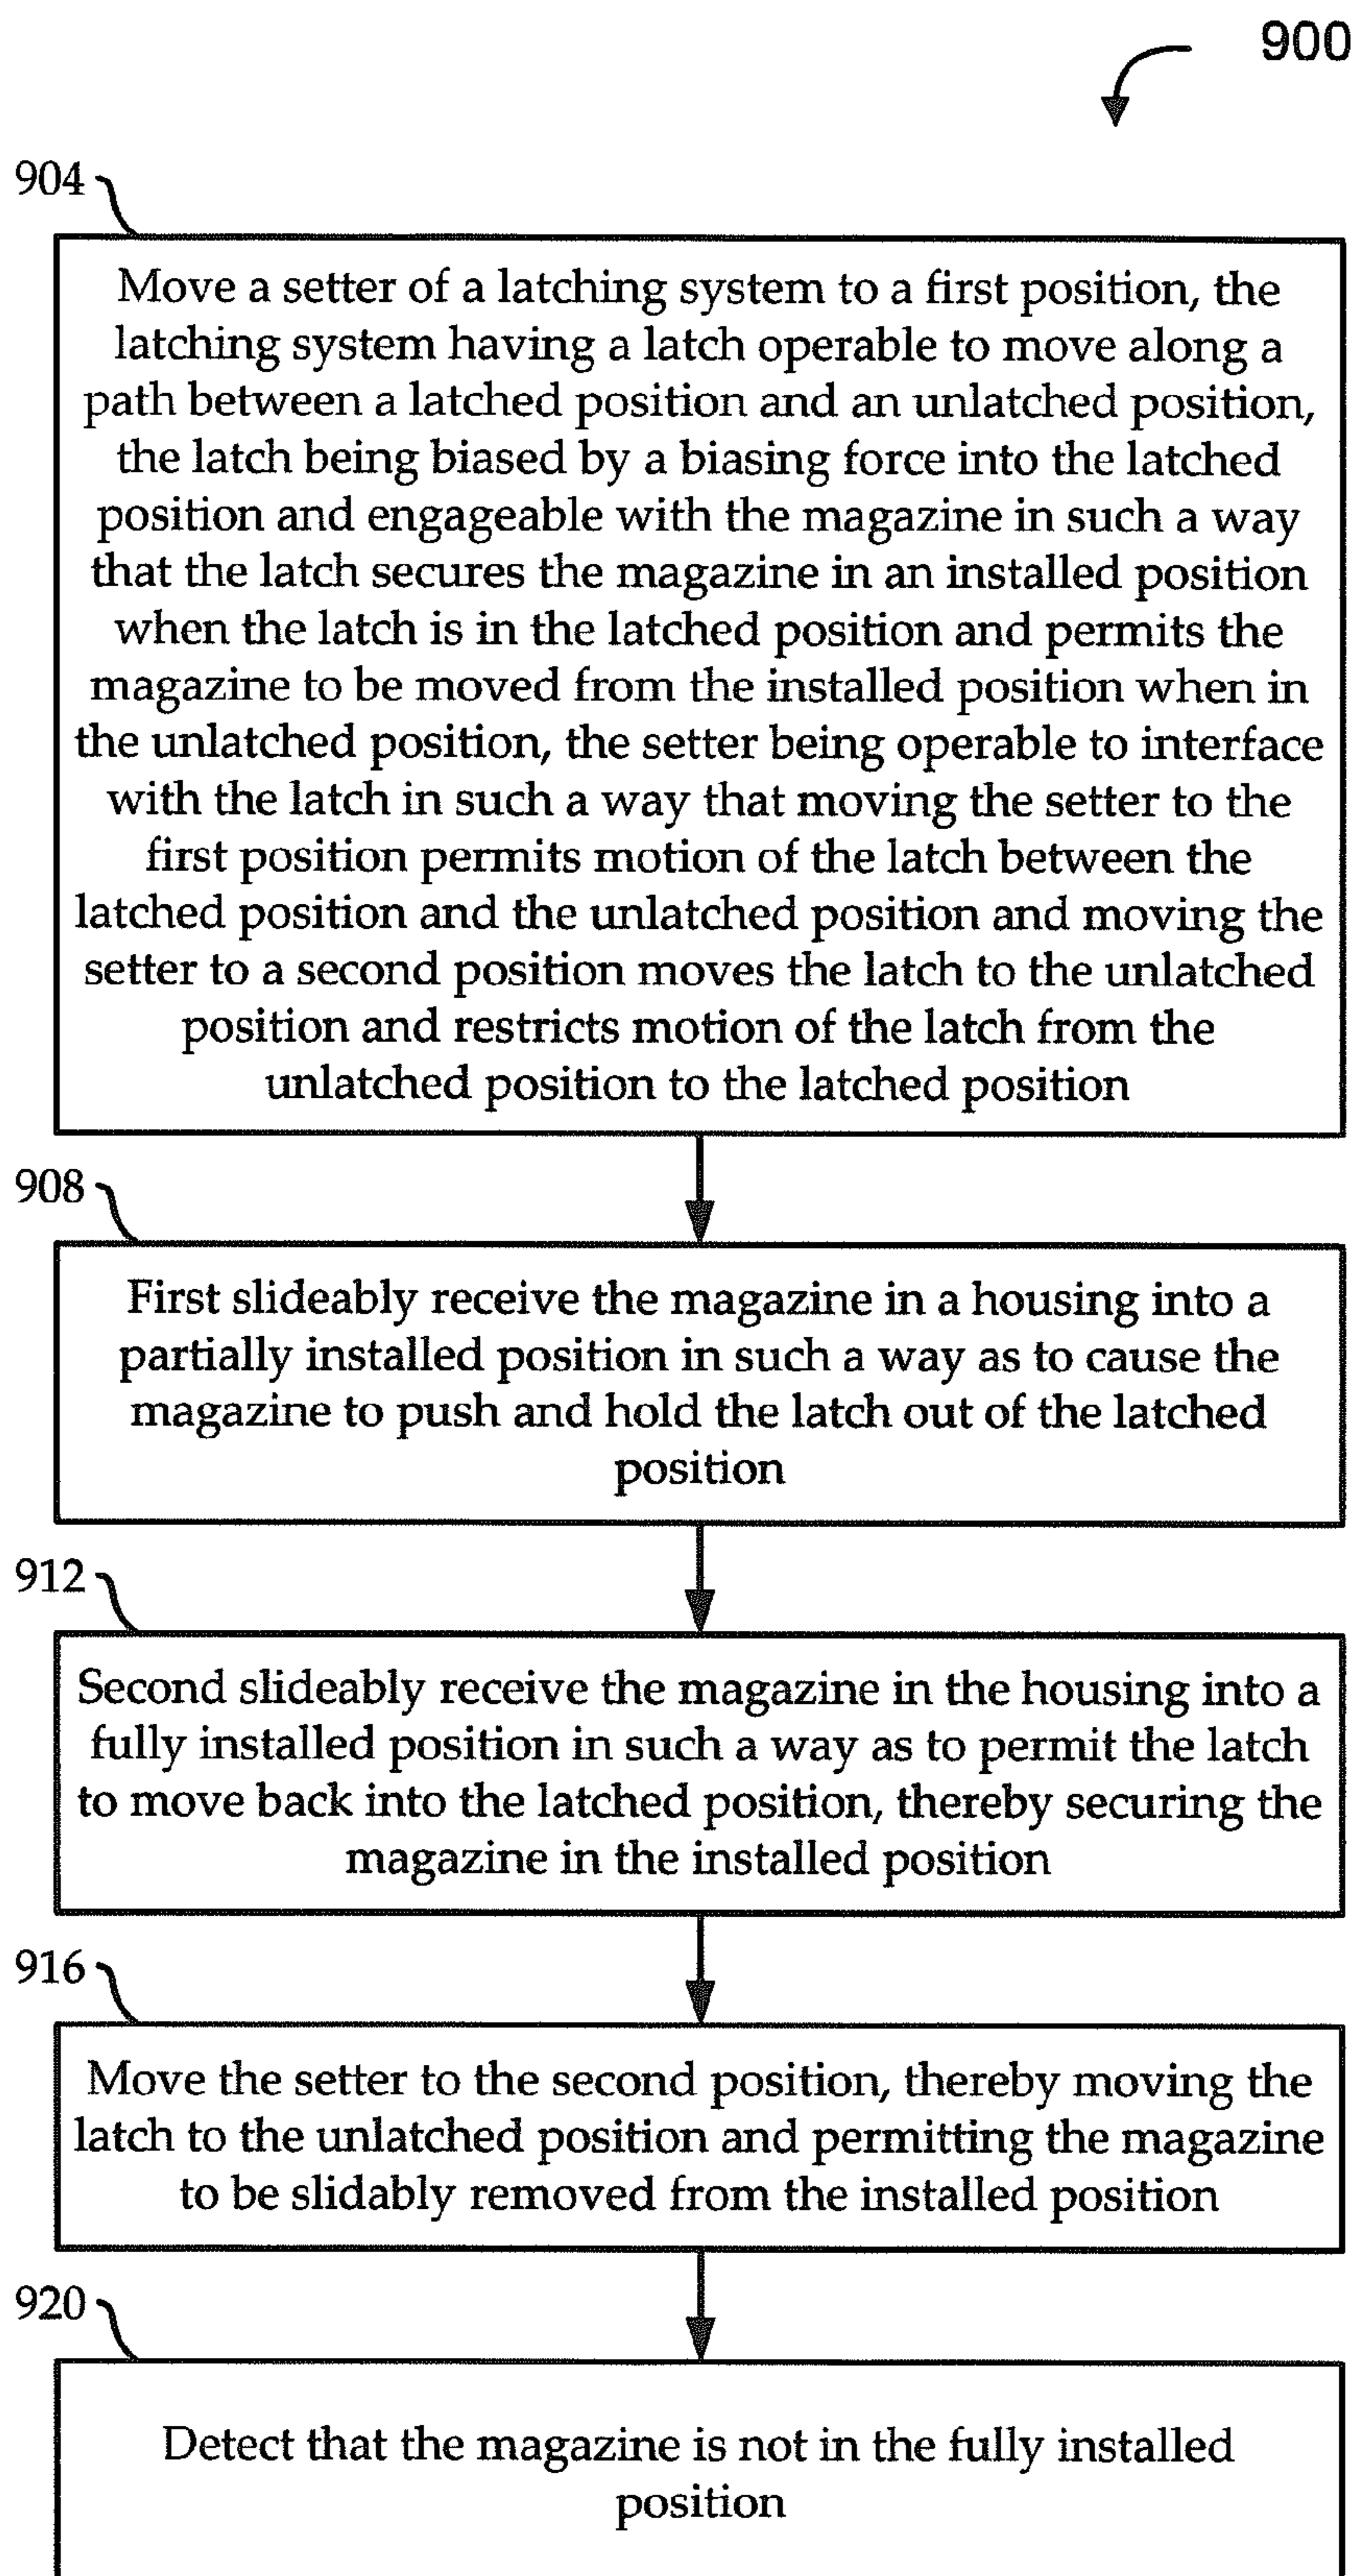 900
904
Move a setter of a latching system to a first position, the
latching system having a latch operable to move along a
path between a latched position and an unlatched position,
the latch being biased by a biasing force into the latched
position and engageable with the magazine in such a way
that the latch secures the magazine in an installed position
when the latch is in the latched position and permits the
magazine to be moved from the installed position when in
the unlatched position, the setter being operable to interface
with the latch in such a way that moving the setter to the
first position permits motion of the latch between the
latched position and the unlatched position and moving the
setter to a second position moves the latch to the unlatched
position and restricts motion of the latch from the
unlatched position to the latched position
908
First slideably receive the magazine in a housing into a
partially installed position in such a way as to cause the
magazine to push and hold the latch out of the latched
position
912
Second slideably receive the magazine in the housing into a
fully installed position in such a way as to permit the latch
to move back into the latched position, thereby securing the
magazine in the installed position
916
Move the setter to the second position, thereby moving the
latch to the unlatched position and permitting the magazine
to be slidably removed from the installed position
920
Detect that the magazine is not in the fully installed
position